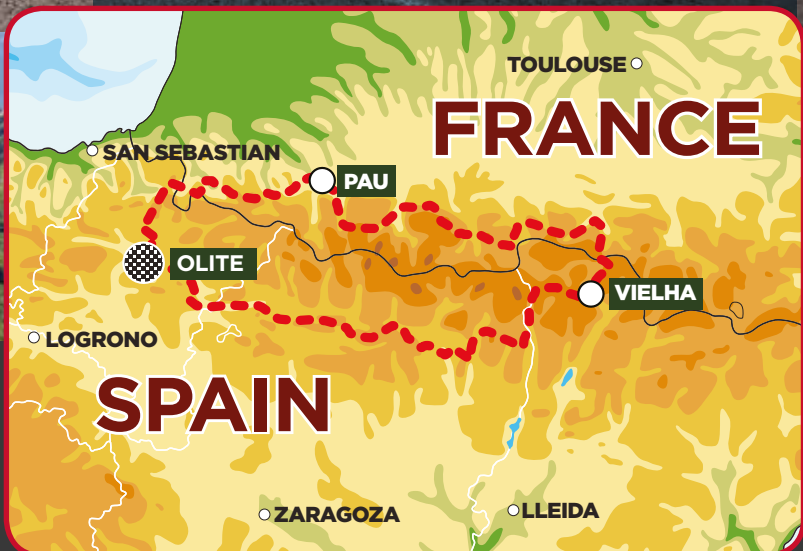 TOULOUSE
FRANCE
SAN SEBASTIAN
PAU
OLITE
VIELHA
LOGRONO
SPAIN
ZARAGOZA
LLEIDA